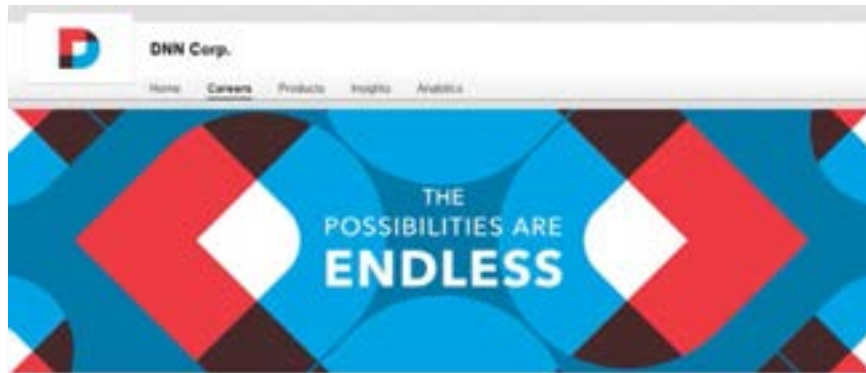 DNN Corp.
Home Careers Products Insights Analytics
THE
POSSIBILITIES ARE
ENDLESS